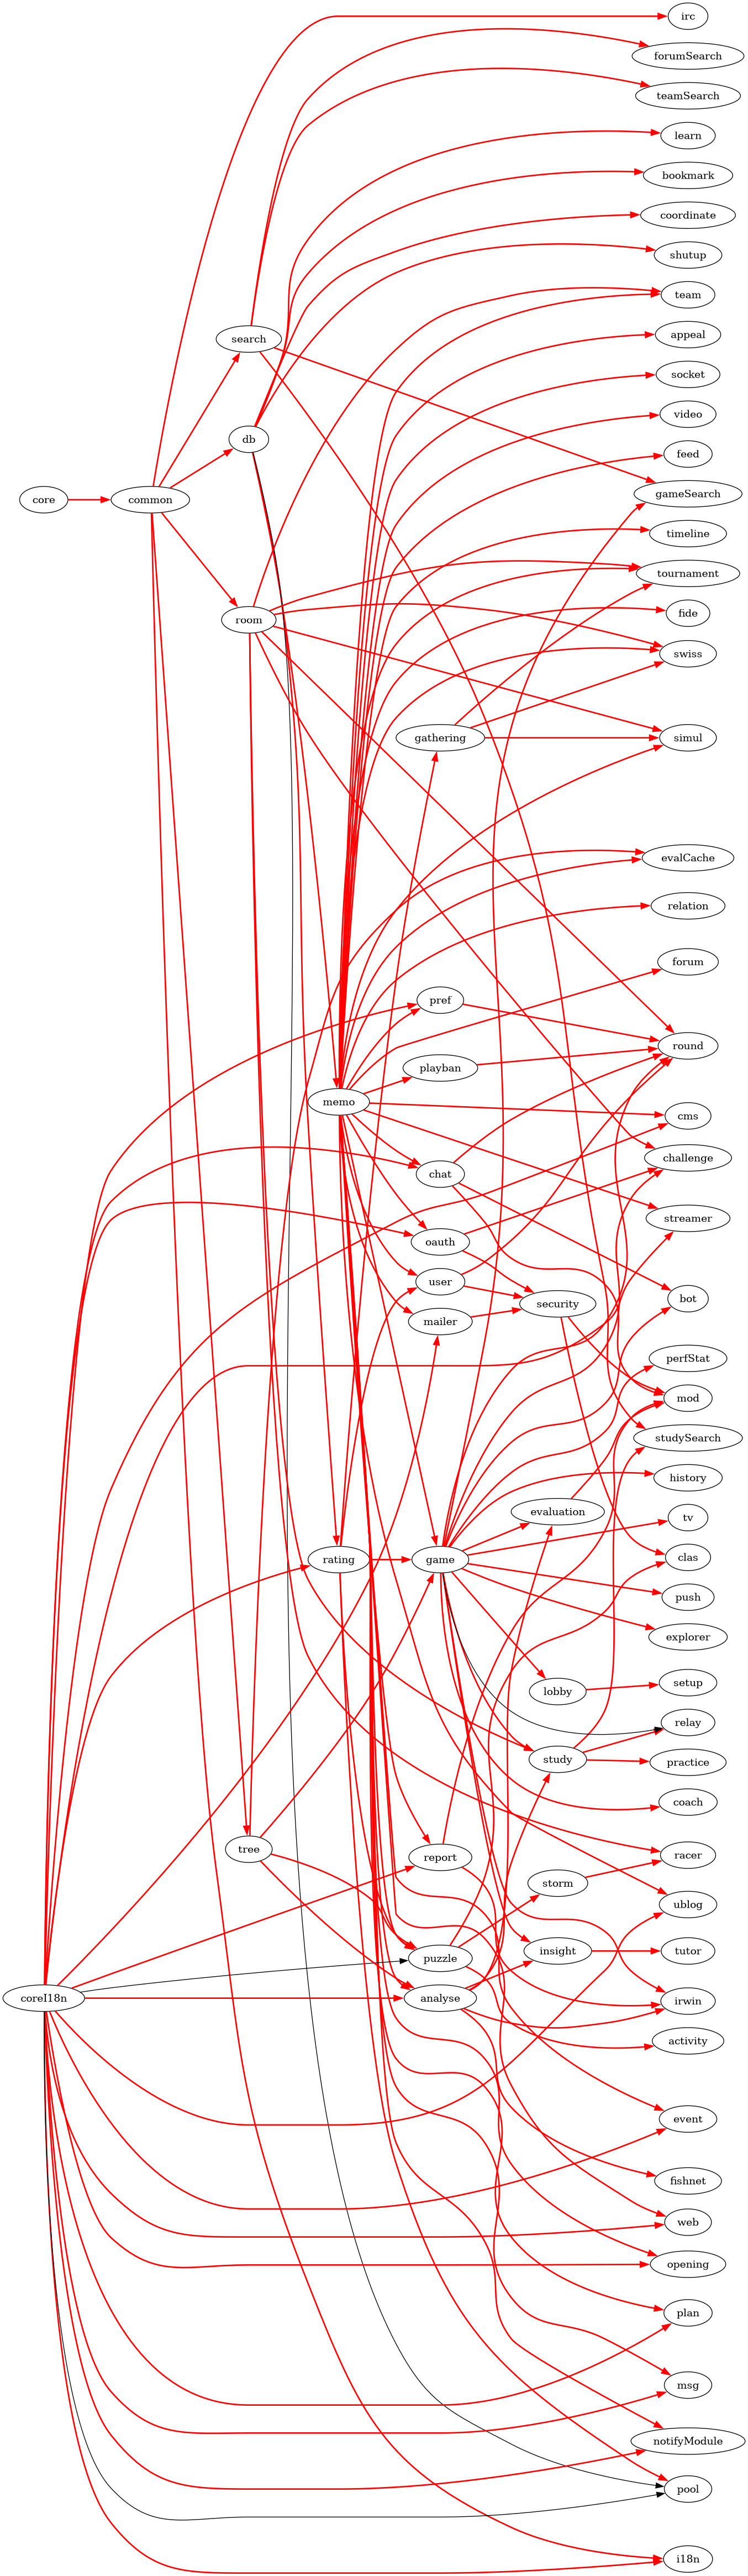 irc
forumSearch
teamSearch
learn
bookmark
coordinate
shutup
team
search
appeal
socket
video
db
feed
gameSearch
core
common
timeline
tournament
fide
room
swiss
gathering
simul
evalCache
relation
forum
pref
round
playban
memo
cms
challenge
chat
streamer
oauth
user
bot
security
mailer
perfStat
mod
studySearch
history
evaluation
tv
clas
rating
game
push
explorer
setup
lobby
relay
study
practice
coach
tree
racer
report
storm
ublog
insight
tutor
puzzle
coreI18n
analyse
irwin
activity
event
fishnet
web
opening
plan
msg
notifyModule
pool
i18n